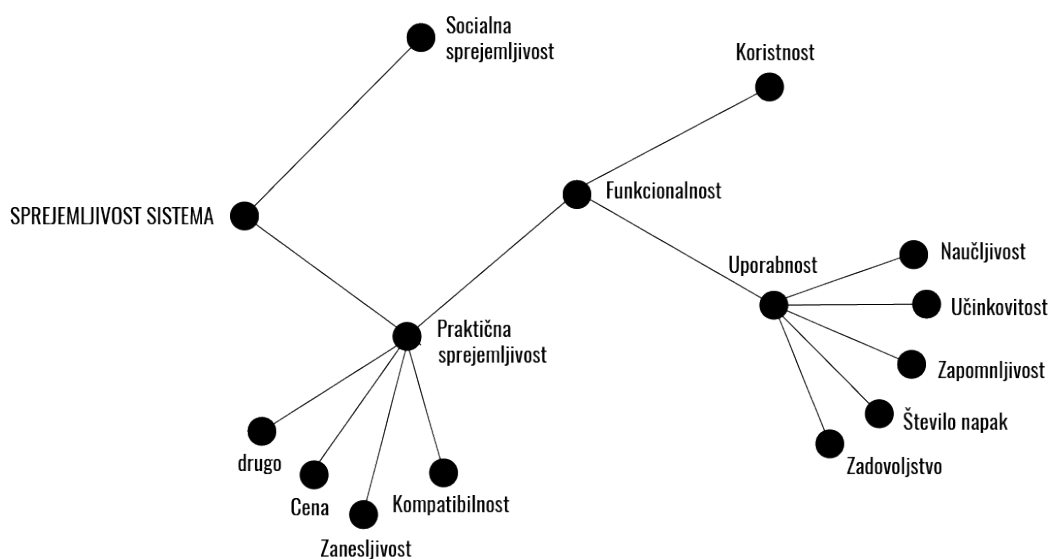 Socialna
sprejemljivost
Koristnost
SPREJEMLJIVOST SISTEMA
Funkcionalnost
Uporabnost
Naučljivost
Učinkovitost
Praktična
sprejemljivost
Zapomnljivost
Število napak
Zadovoljstvo
drugo
Cena
Kompatibilnost
Zanesljivost